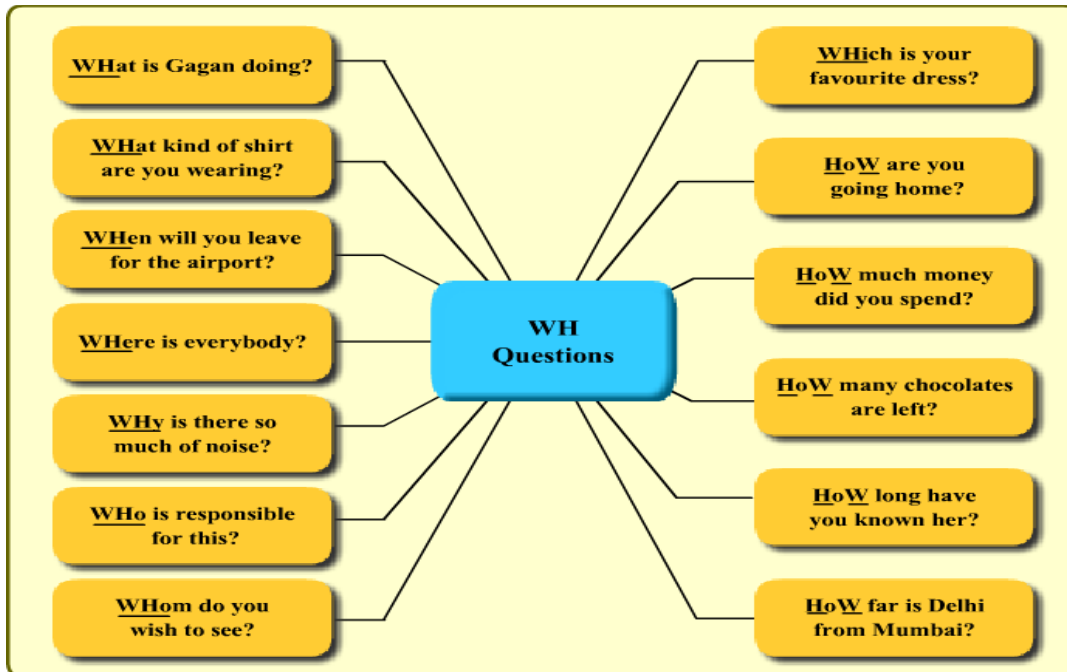 WHat is Gagan doing?
WHat kind of shirt
are you wearing?
WHen will you leave
for the airport?
WHere is everybody?
WHy is there so
much of noise?
WHo is responsible
for this?
WHom do you
wish to see?
WH
Questions
WHich is your
favourite dress?
HoW are you
going home?
HoW much money
did you spend?
HoW many chocolates
are left?
HoW long have
you known her?
HoW far is Delhi
from Mumbai?